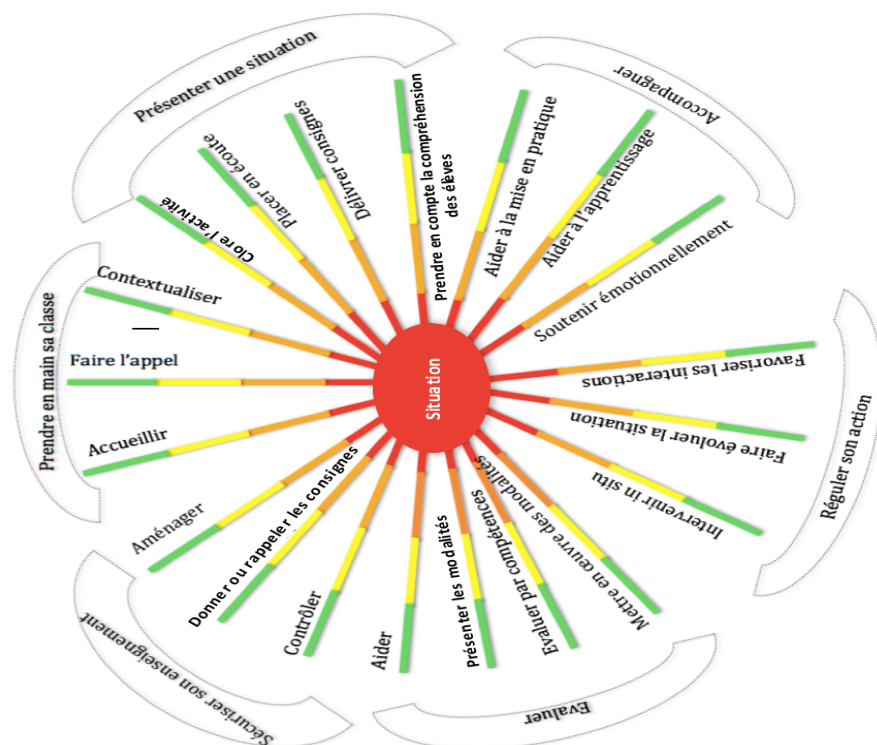 Présenter une situation
Clore l'activité
Placer en écoute
Délivrer consignes
Prendre en compte la compréhension
des élèves
Accompagner
Aider à la mise en pratique
Aider à l'apprentissage
Soutenir émotionnellement
Réguler son action
Favoriser les interactions
Faire évoluer la situation
Intervenir in situ
Evaluer
Mettre en œuvre des modalités
Evaluer par compétences
Présenter les modalités
Sécuriser son enseignement
Aider
Contrôler
Donner ou rappeler les consignes
Aménager
Prendre en main sa classe
Accueillir
Faire l'appel
Contextualiser
Situation